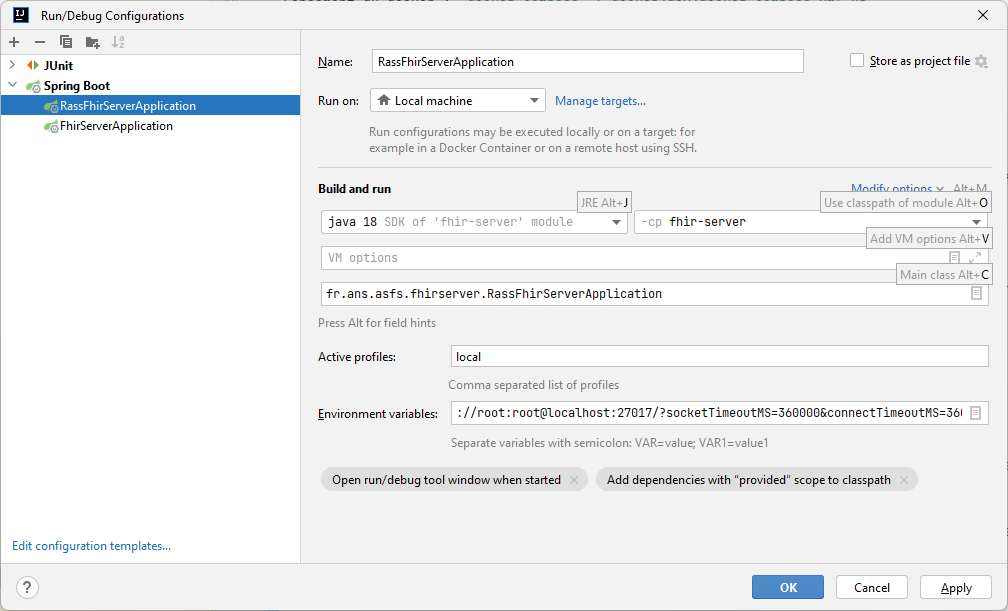 Run/Debug Configurations
JUnit
Spring Boot
RassFhirServerApplication
FhirServerApplication
Edit configuration templates...
Name:
RassFhirServerApplication
Store as project file
Run on:
Local machine
Manage targets...
Run configurations may be executed locally or on a target: for
example in a Docker Container or on a remote host using SSH.
Build and run
Modify options
Alt+M
JRE Alt+J
Use classpath of module Alt+O
java 18 SDK of 'fhir-server' module
-cp fhir-server
Add VM options Alt+V
VM options
Main class Alt+C
fr.ans.asfs.fhirserver.RassFhirServerApplication
Press Alt for field hints
Active profiles:
local
Comma separated list of profiles
Environment variables:
://root:root@localhost:27017/?socketTimeoutMS=360000&connectTimeoutMS=360
Separate variables with semicolon: VAR=value; VAR1=value1
Open run/debug tool window when started
Add dependencies with “provided” scope to classpath
?
OK
Cancel
Apply